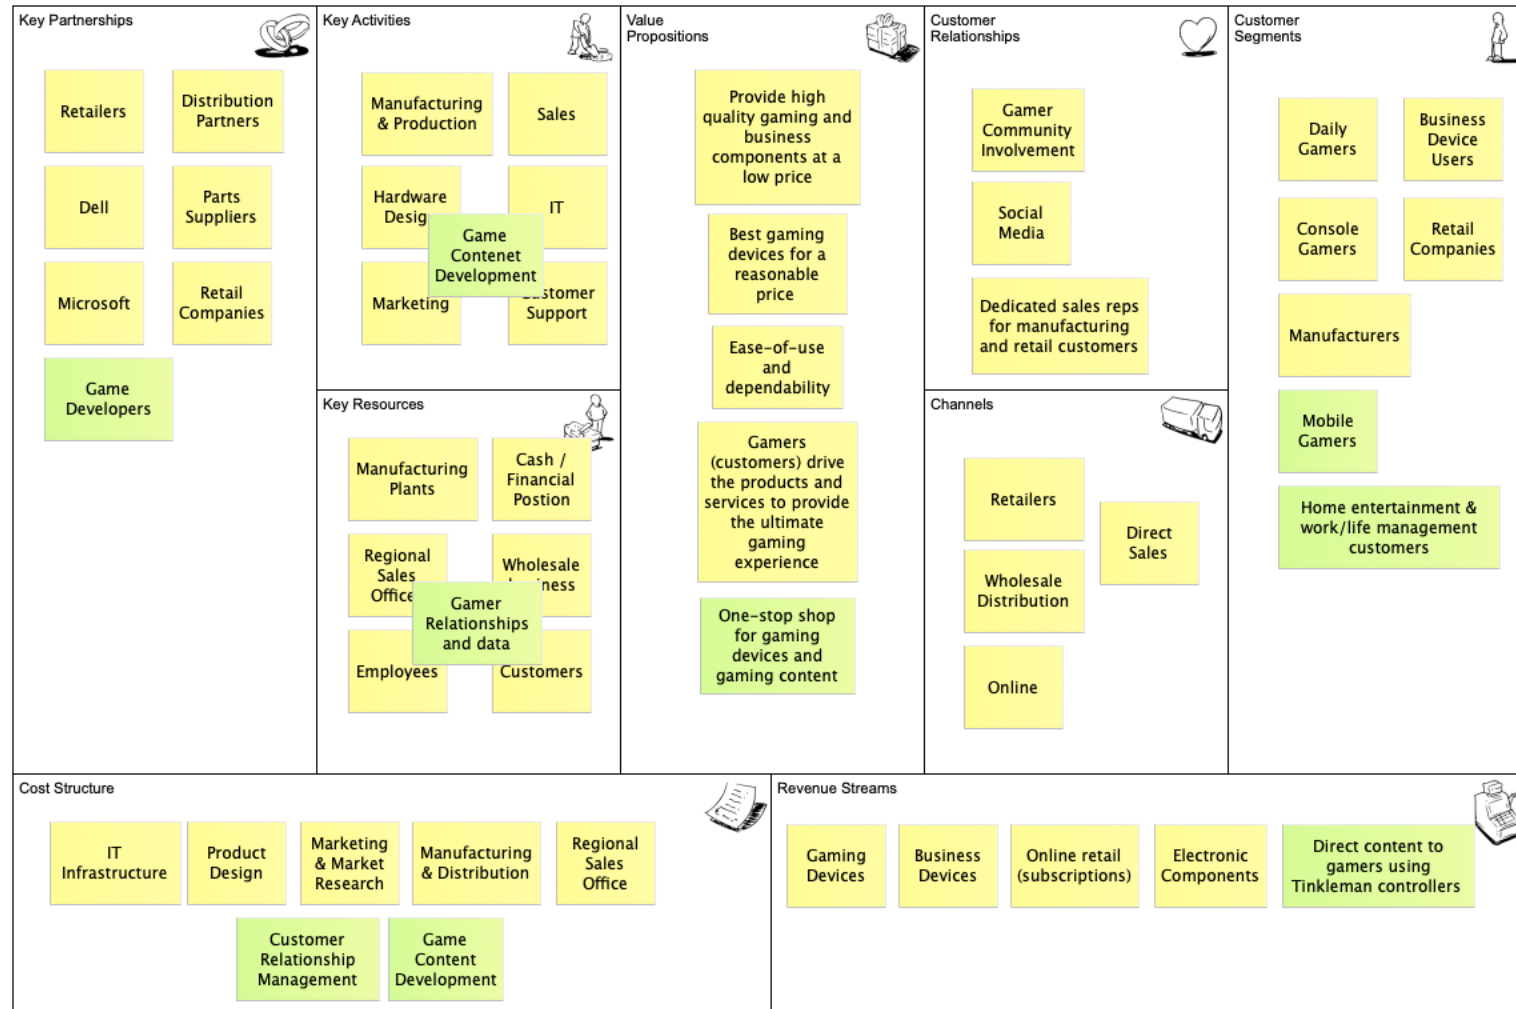 Key Partnerships
Retailers
Distribution
Partners
Dell
Parts
Suppliers
Microsoft
Retail
Companies
Game
Developers
Key Activities
Manufacturing
& Production
Sales
Hardware
Desig
IT
Game
Contenet
Development
Marketing
Customer
Support
Key Resources
Manufacturing
Plants
Cash /
Financial
Postion
Regional
Sales
Office
Wholesale
iness
Gamer
Relationships
and data
Employees
Customers
Value
Propositions
Provide high
quality gaming and
business
components at a
low price
Best gaming
devices for a
reasonable
price
Ease-of-use
and
dependability
Gamers
(customers) drive
the products and
services to provide
the ultimate
gaming
experience
One-stop shop
for gaming
devices and
gaming content
Customer
Relationships
Gamer
Community
Involvement
Social
Media
Dedicated sales reps
for manufacturing
and retail customers
Channels
Retailers
Direct
Sales
Wholesale
Distribution
Online
Customer
Segments
Daily
Gamers
Business
Device
Users
Console
Gamers
Retail
Companies
Manufacturers
Mobile
Gamers
Home entertainment &
work/life management
customers
Cost Structure
IT
Infrastructure
Product
Design
Marketing
& Market
Research
Manufacturing
& Distribution
Regional
Sales
Office
Customer
Relationship
Management
Game
Content
Development
Revenue Streams
Gaming
Devices
Business
Devices
Online retail
(subscriptions)
Electronic
Components
Direct content to
gamers using
Tinkleman controllers